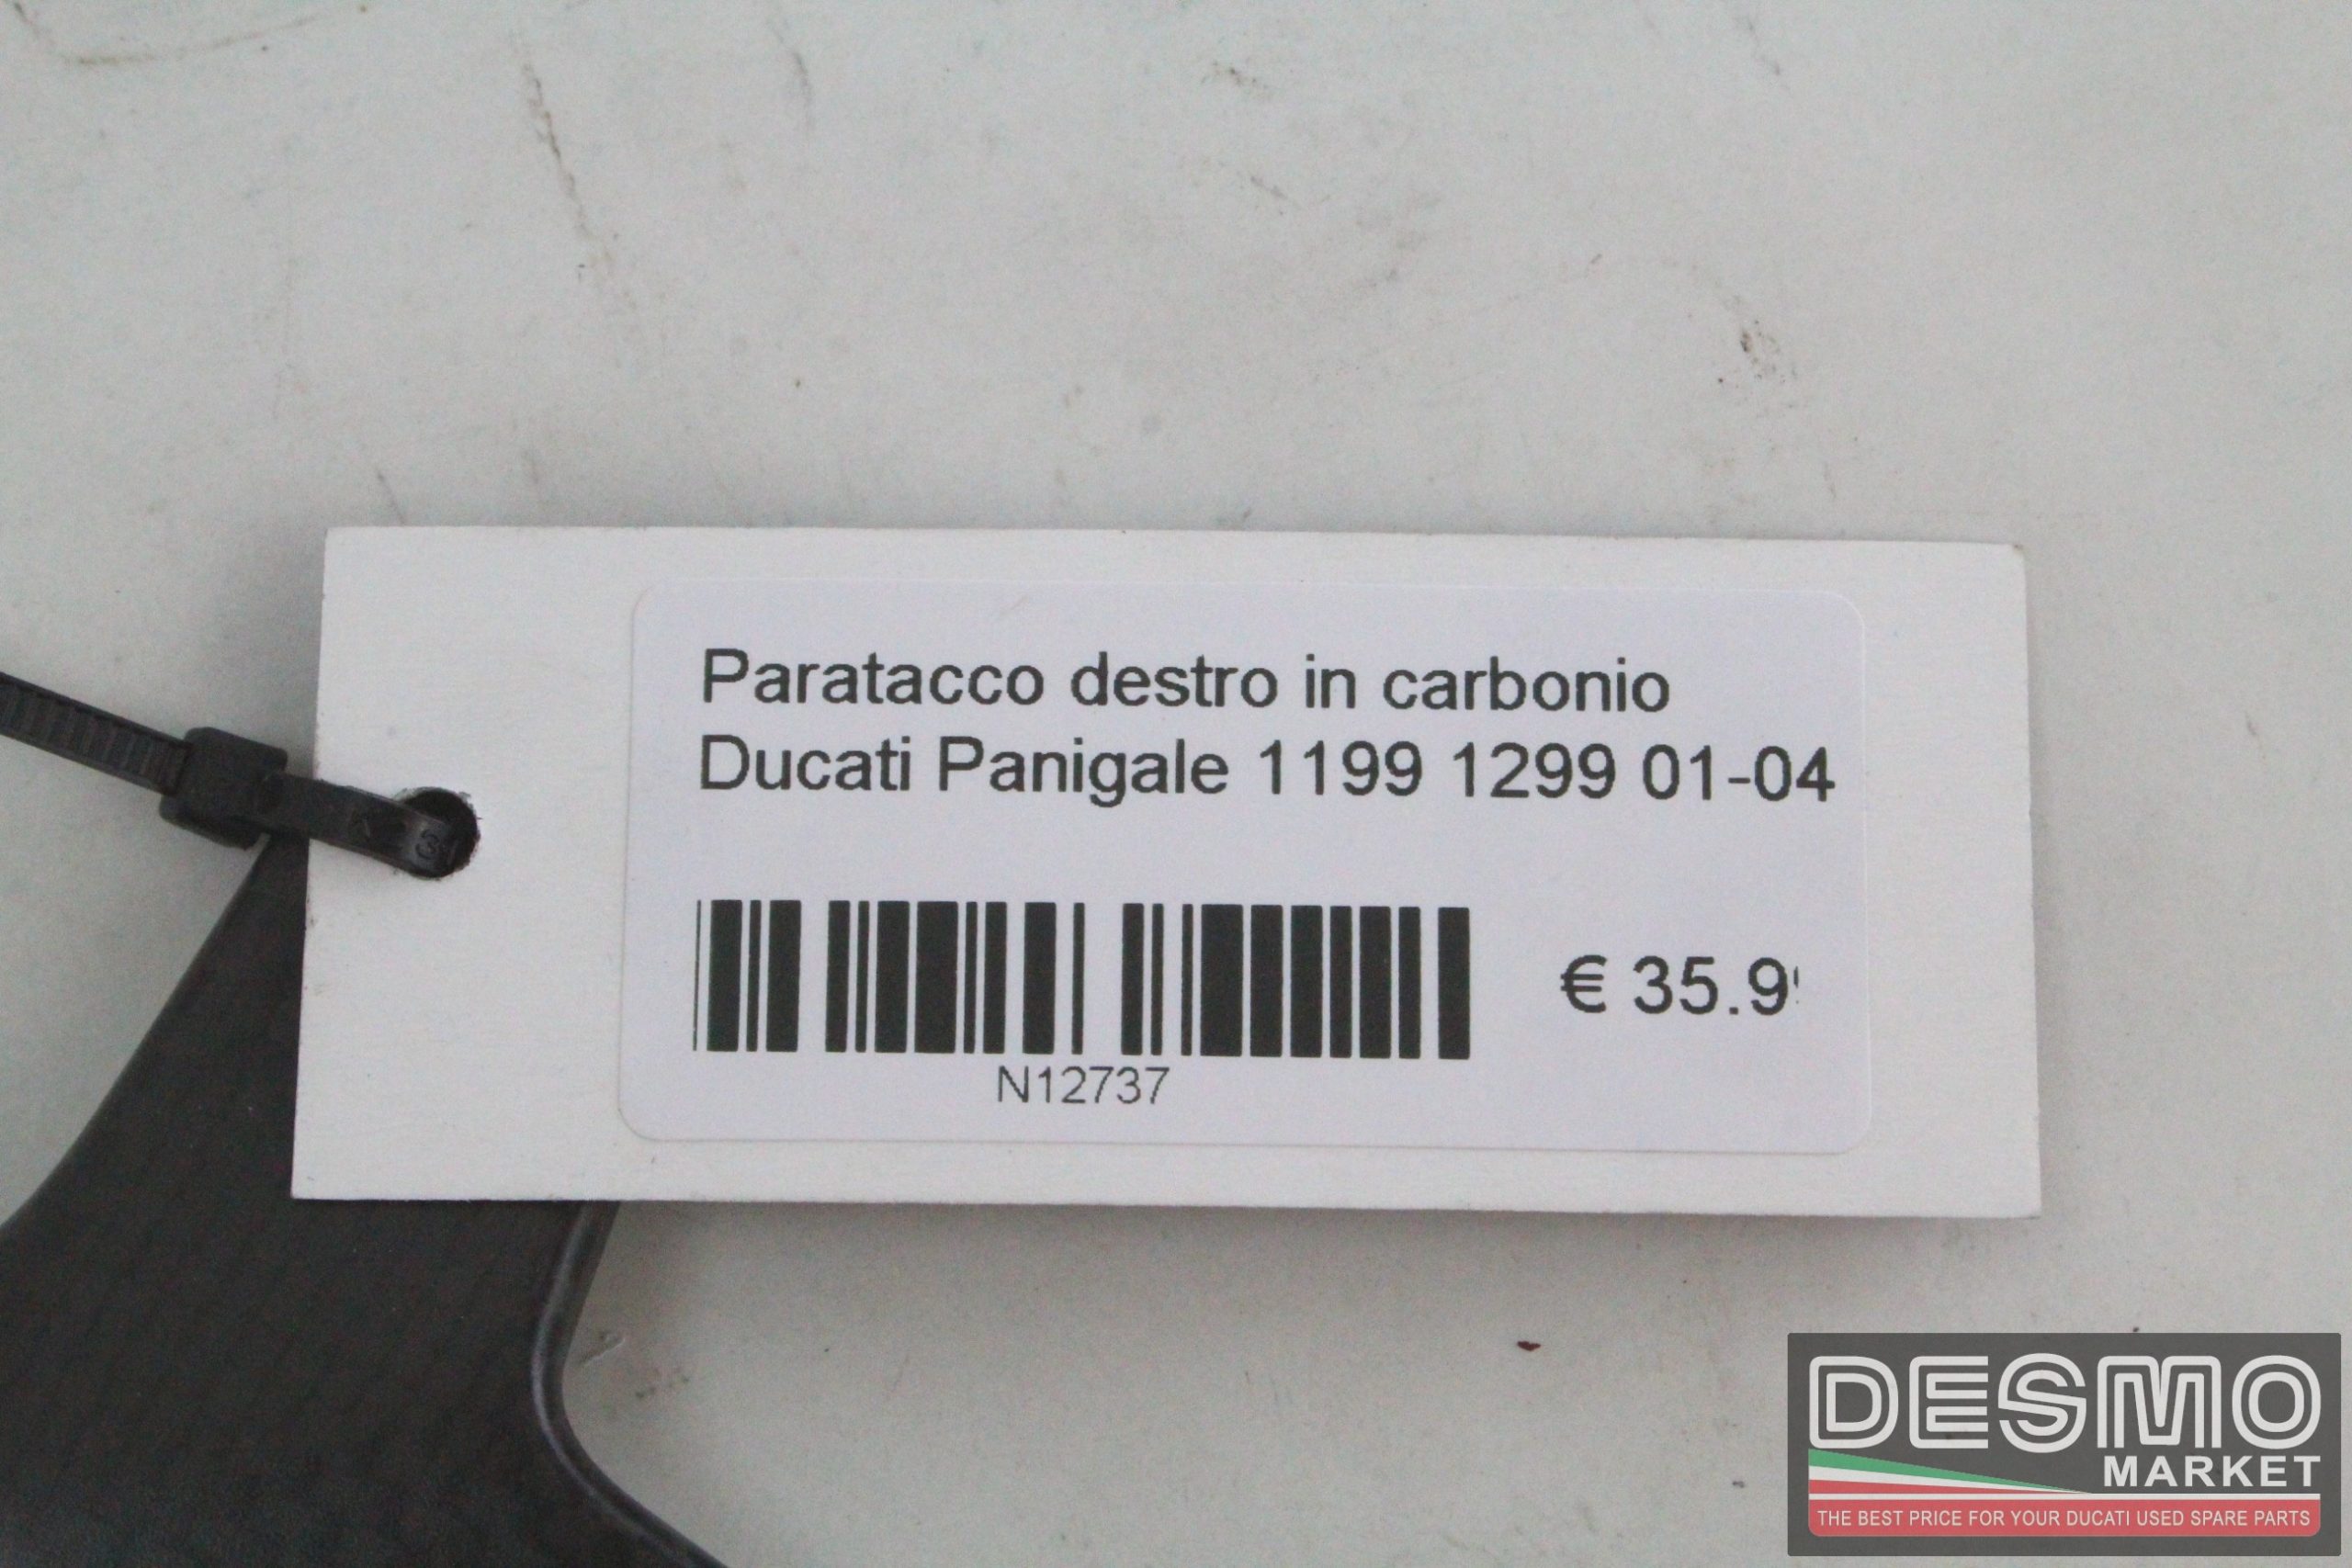 Paratacco destro in carbonio
Ducati Panigale 1199 1299 01-04
N12737
€ 35.9
DESMO
MARKET
THE BEST PRICE FOR YOUR DUCATI USED SPARE PARTS